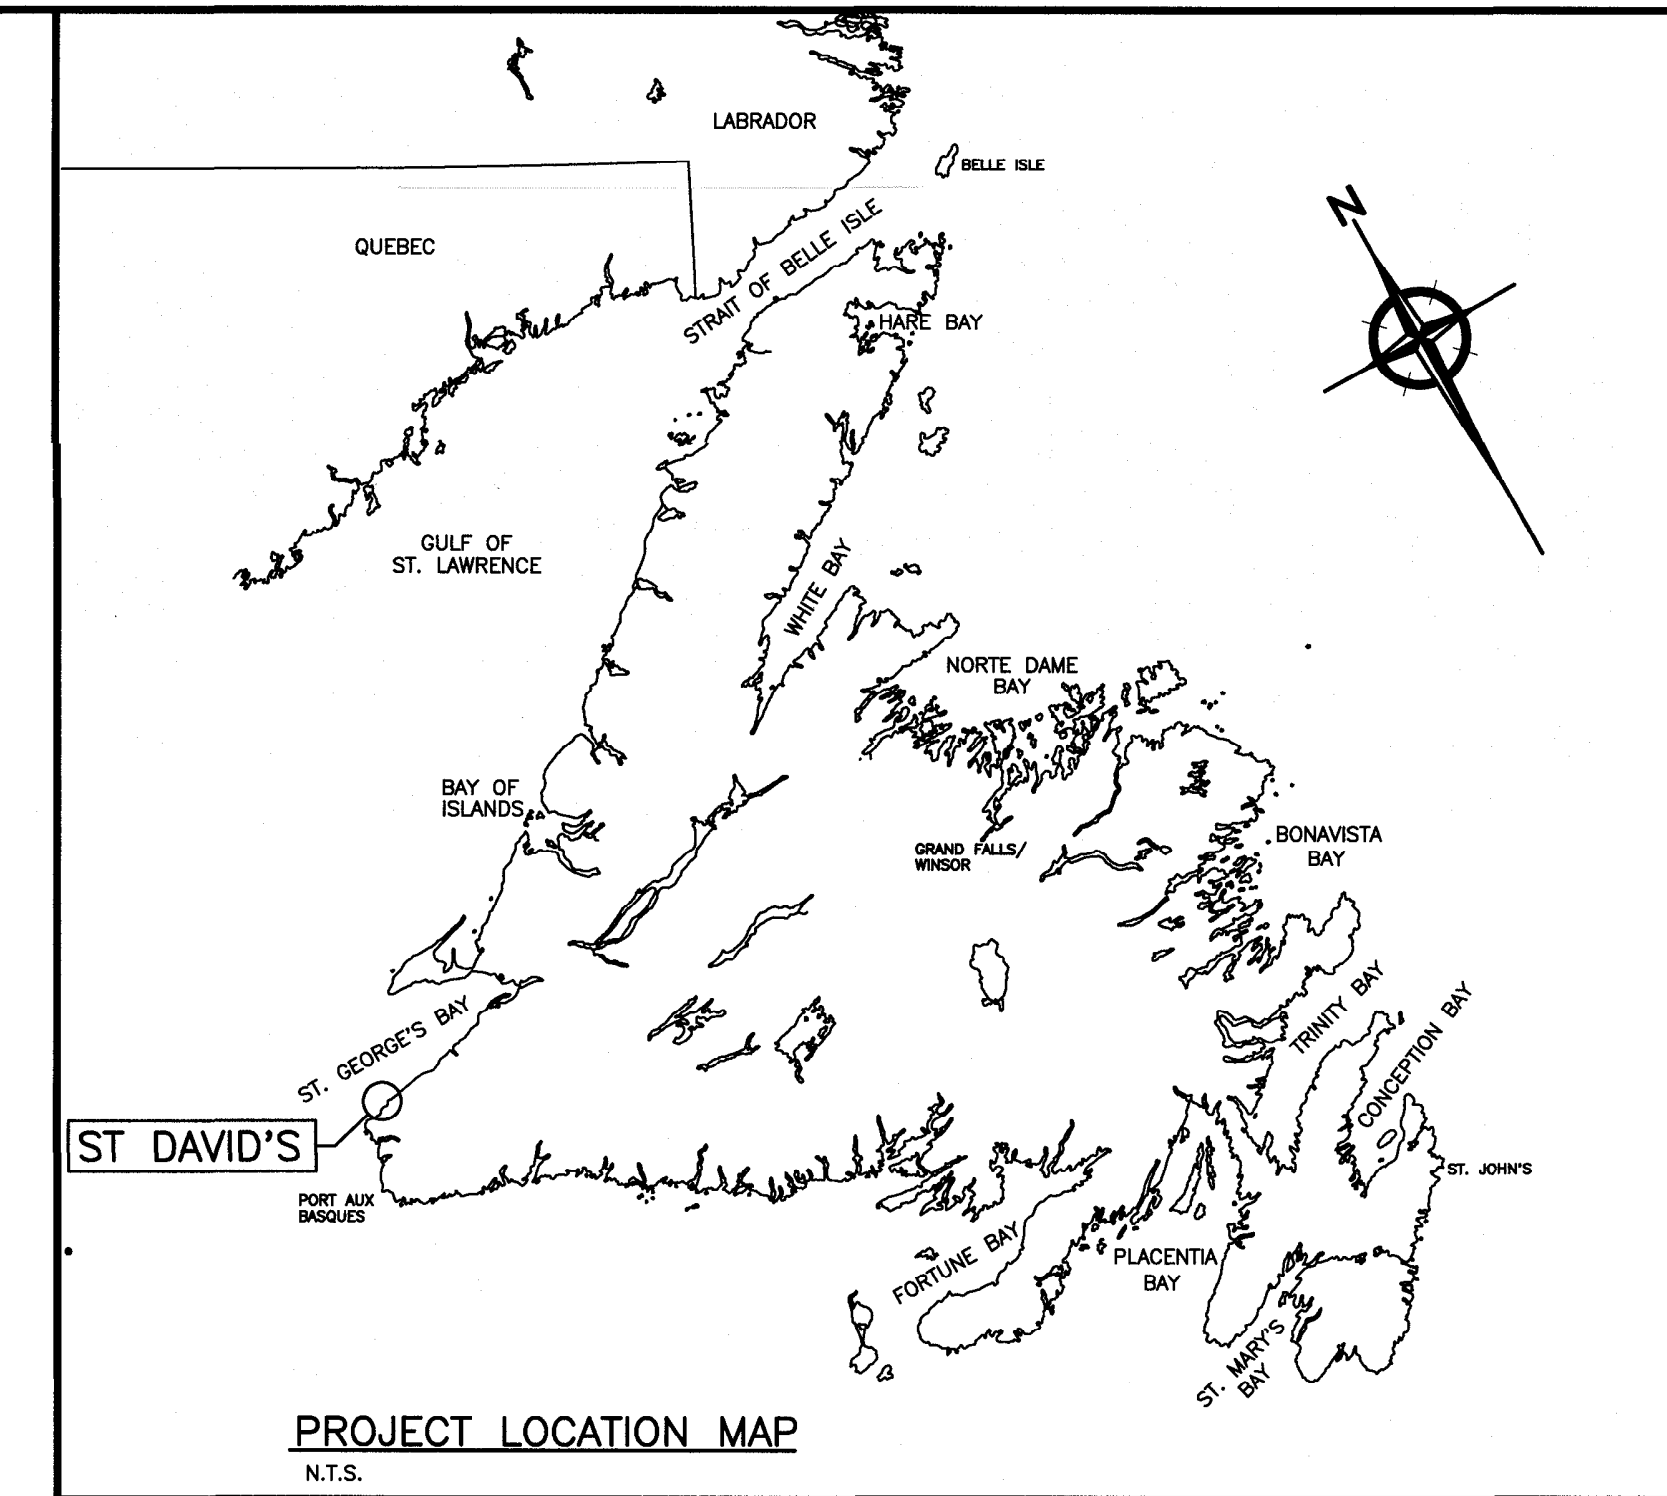 LABRADOR
BELLE ISLE
N
QUEBEC
STRAIT OF BELLE ISLE
HARE BAY
GULF OF
ST. LAWRENCE
WHITE BAY
NORTE DAME
BAY
BAY OF
ISLANDS
GRAND FALLS/
WINSOR
BONAVISTA
BAY
ST. GEORGE'S BAY
TRINITY BAY
CONCEPTION BAY
ST DAVID'S
ST. JOHN'S
PORT AUX
BASQUES
FORTUNE BAY
PLACENTIA
BAY
ST. MARY'S
BAY
PROJECT LOCATION MAP
N.T.S.